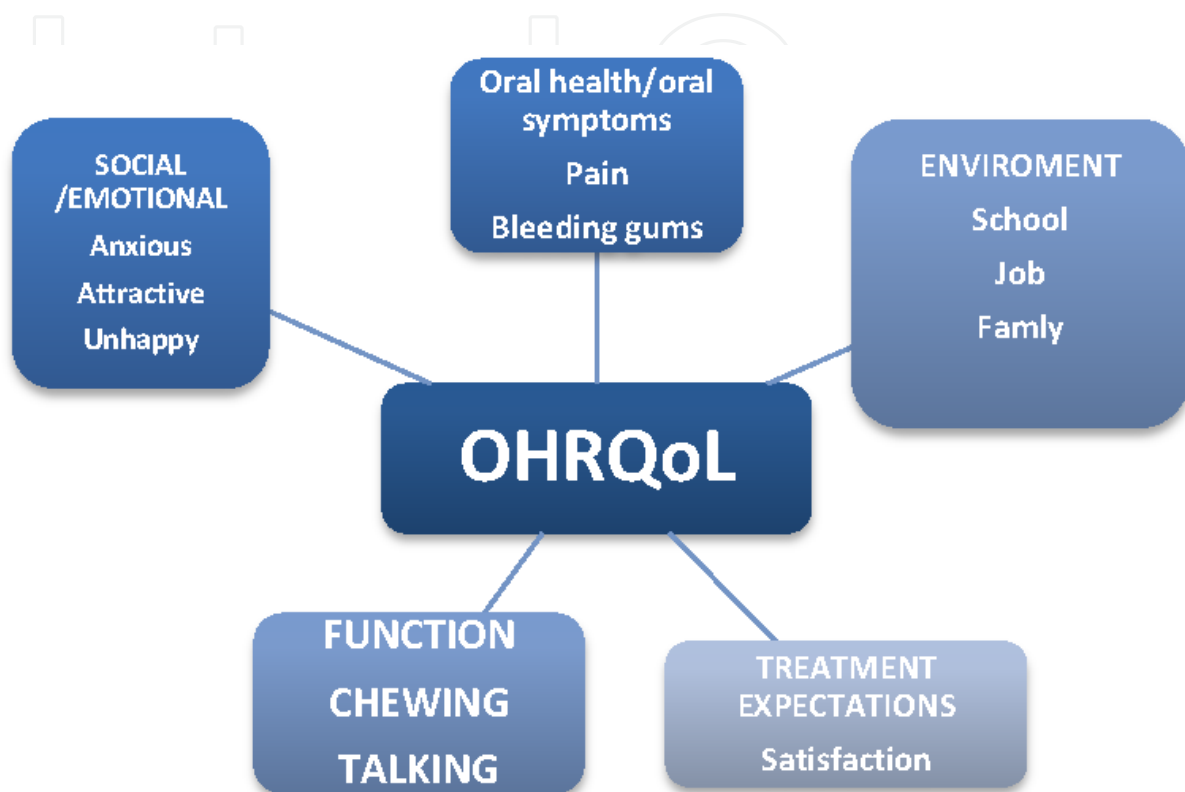 Oral health/oral
symptoms
Pain
Bleeding gums
SOCIAL
/EMOTIONAL
Anxious
Attractive
Unhappy
ENVIROMENT
School
Job
Famly
OHRQoL
FUNCTION
CHEWING
TALKING
TREATMENT
EXPECTATIONS
Satisfaction